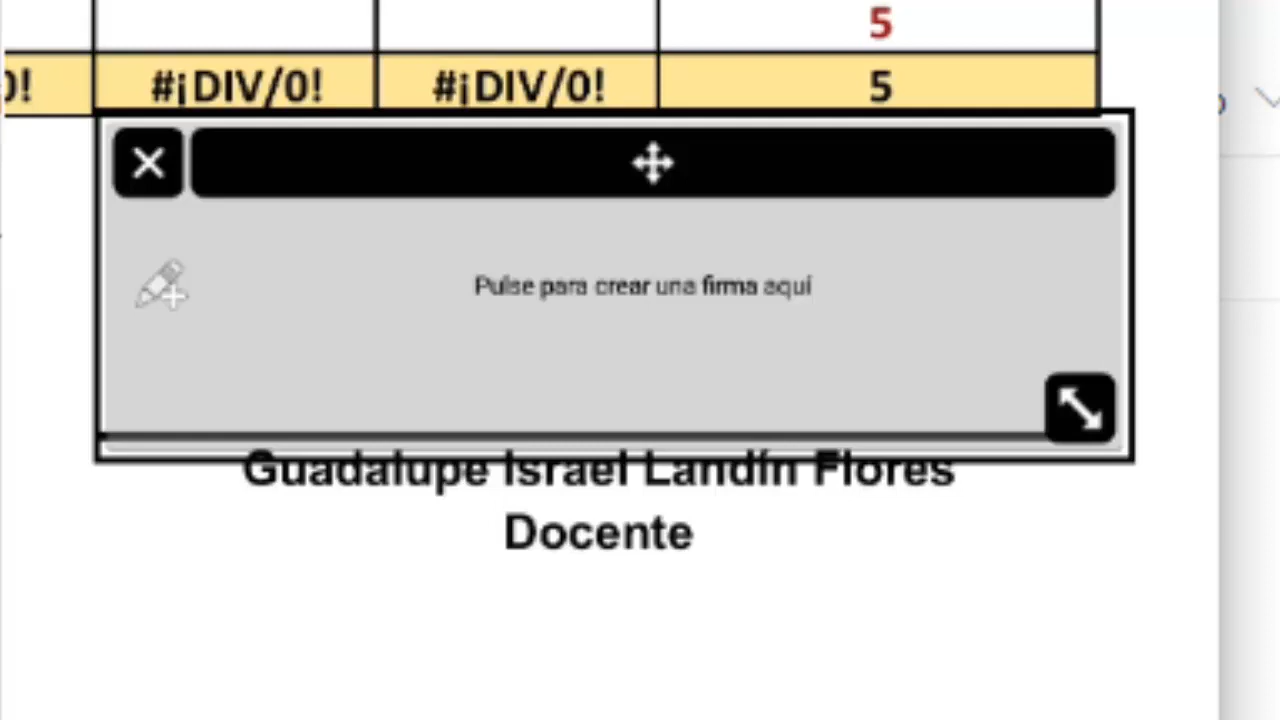 5
0! #¡DIV/0! #¡DIV/0! 5
Pulse para crear una firma aquí
Guadalupe Israel Landín Flores
Docente